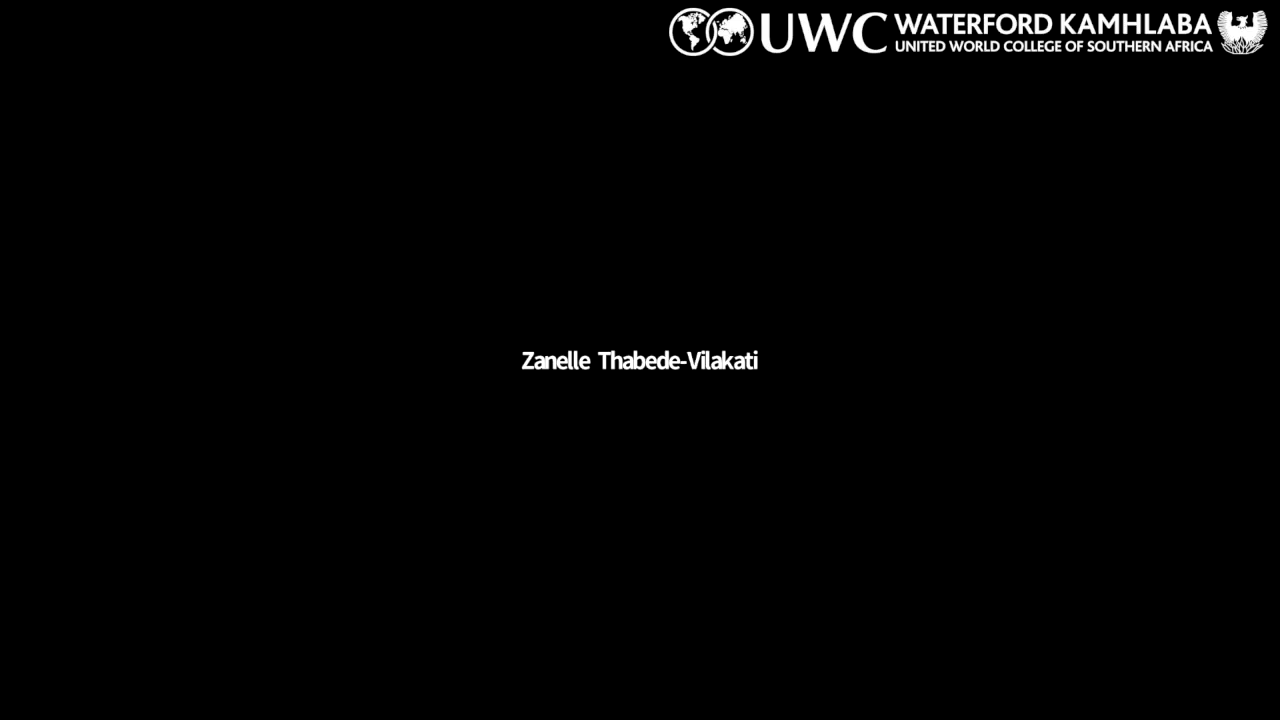 UWC WATERFORD KAMHLABA
UNITED WORLD COLLEGE OF SOUTHERN AFRICA
Zanelle Thabede-Vilakati